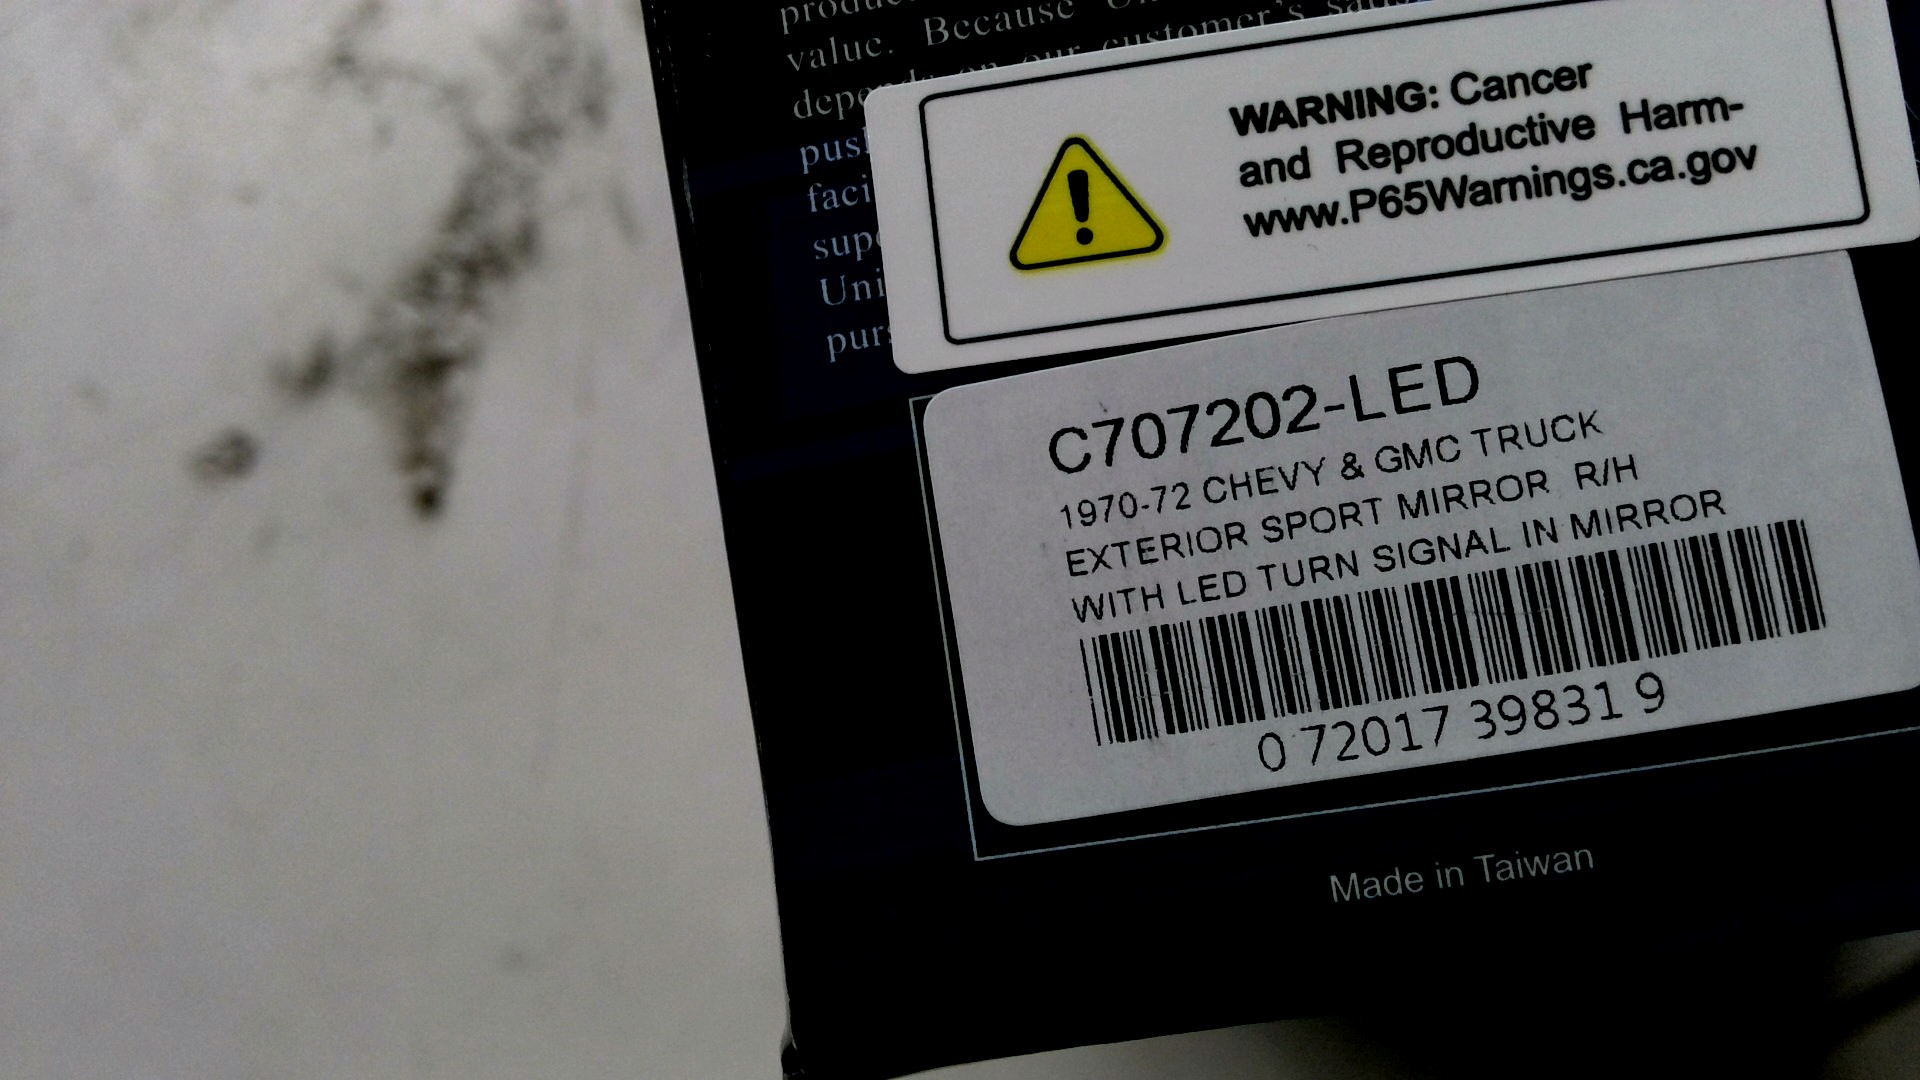 value. Because
customer's
WARNING: Cancer
and Reproductive Harm-
www.P65Warnings.ca.gov
C707202-LED
1970-72 CHEVY & GMC TRUCK
EXTERIOR SPORT MIRROR R/H
WITH LED TURN SIGNAL IN MIRROR
0 72017 39831 9
Made in Taiwan